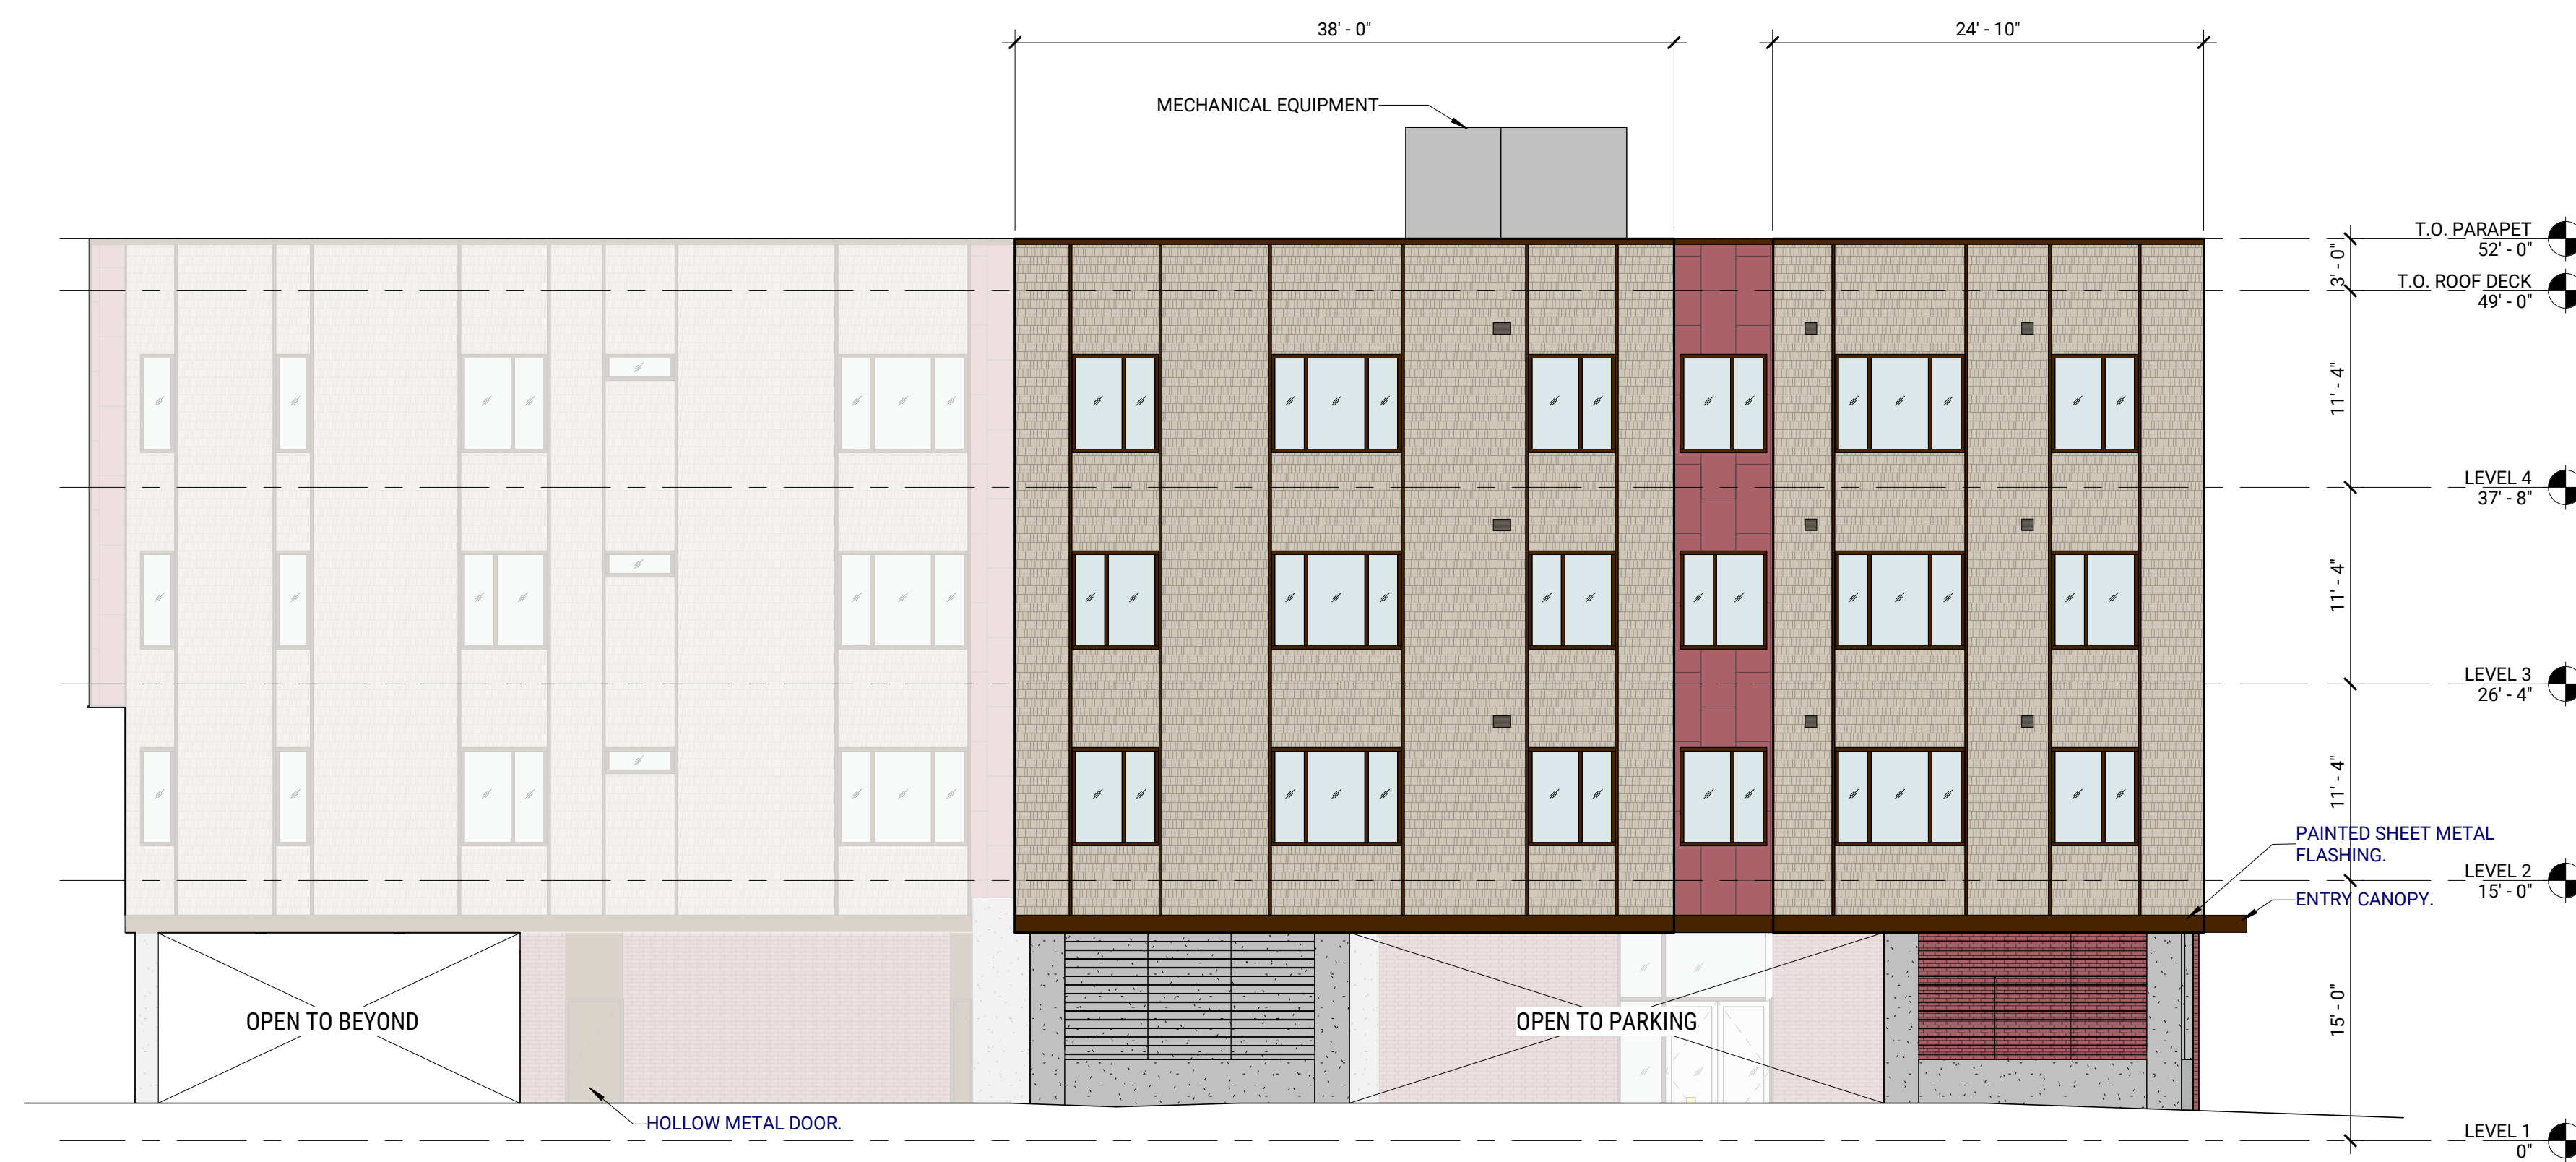 38' - 0"
24' - 10"
MECHANICAL EQUIPMENT
T.O. PARAPET
52' - 0"
3' - 0"
T.O. ROOF DECK
49' - 0"
11' - 4"
LEVEL 4
37' - 8"
11' - 4"
LEVEL 3
26' - 4"
11' - 4"
PAINTED SHEET METAL
FLASHING.
LEVEL 2
15' - 0"
ENTRY CANOPY.
OPEN TO BEYOND
OPEN TO PARKING
15' - 0"
HOLLOW METAL DOOR.
LEVEL 1
0"